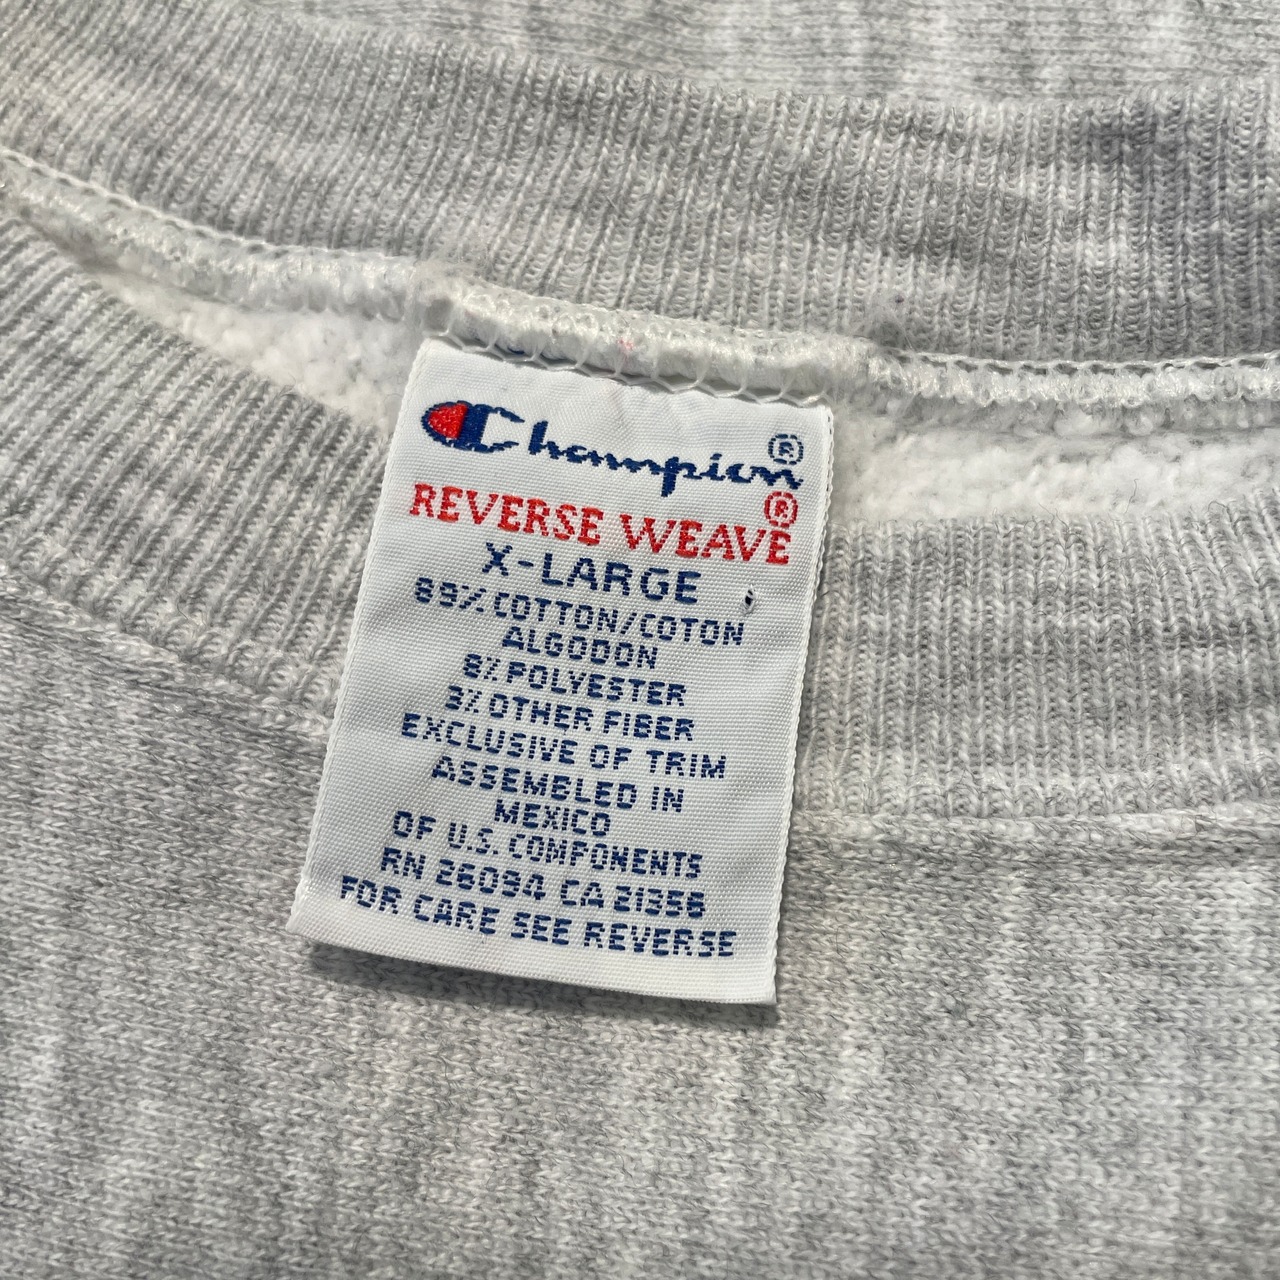 Champion®
REVERSE WEAVE®
X-LARGE
89% COTTON/COTON
ALGODON
8% POLYESTER
3% OTHER FIBER
EXCLUSIVE OF TRIM
ASSEMBLED IN
MEXICO
OF U.S. COMPONENTS
RN 26094 CA 21356
FOR CARE SEE REVERSE